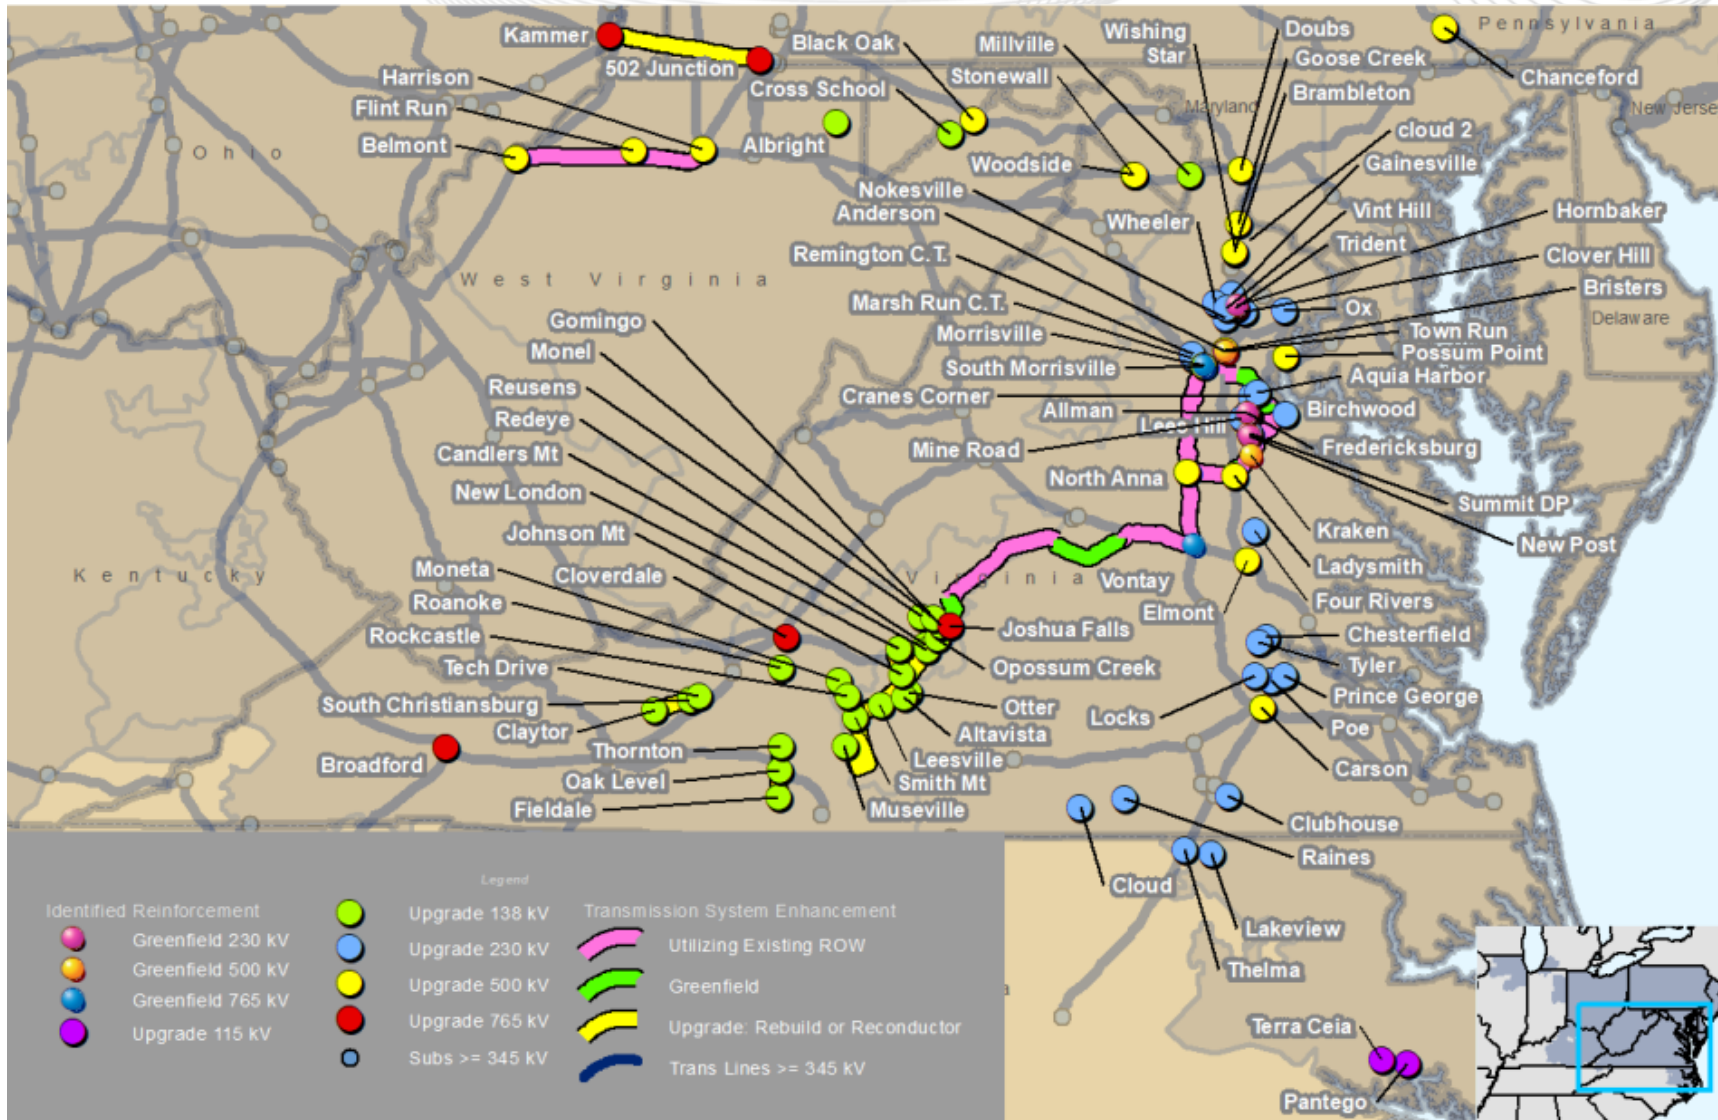 Pennsylvania
Kammer
502 Junction
Black Oak
Millville
Wishing
Star
Doubs
Goose Creek
Brambleton
Chanceford
Harrison
Stonewall
Cross School
Flint Run
Belmont
Albright
Maryland
New Jerse
Ohio
Woodside
cloud 2
Gainesville
Nokesville
Anderson
Wheeler
Vint Hill
Hornbaker
Trident
Remington C.T.
Clover Hill
West Virginia
Bristers
Marsh Run C.T.
Ox
Delaware
Gomingo
Morrisville
Town Run
Monel
South Morrisville
Possum Point
Aquia Harbor
Reusens
Cranes Corner
Allman
Birchwood
Redeye
Lees Hill
Mine Road
Fredericksburg
Candlers Mt
North Anna
New London
Summit DP
Johnson Mt
Kraken
New Post
Moneta
Cloverdale
Kentucky
Virginia
Vontay
Ladysmith
Roanoke
Elmont
Four Rivers
Rockcastle
Joshua Falls
Chesterfield
Tech Drive
Opossum Creek
Tyler
South Christiansburg
Otter
Prince George
Locks
Claytor
Altavista
Poe
Thornton
Broadford
Leesville
Carson
Oak Level
Smith Mt
Fieldale
Museville
Clubhouse
Raines
Cloud
Lakeview
Thelma
Terra Ceia
Pantego
Legend
Identified Reinforcement
Greenfield 230 kV
Greenfield 500 kV
Greenfield 765 kV
Upgrade 115 kV
Upgrade 138 kV
Upgrade 230 kV
Upgrade 500 kV
Upgrade 765 kV
Subs >= 345 kV
Transmission System Enhancement
Utilizing Existing ROW
Greenfield
Upgrade: Rebuild or Reconductor
Trans Lines >= 345 kV
a